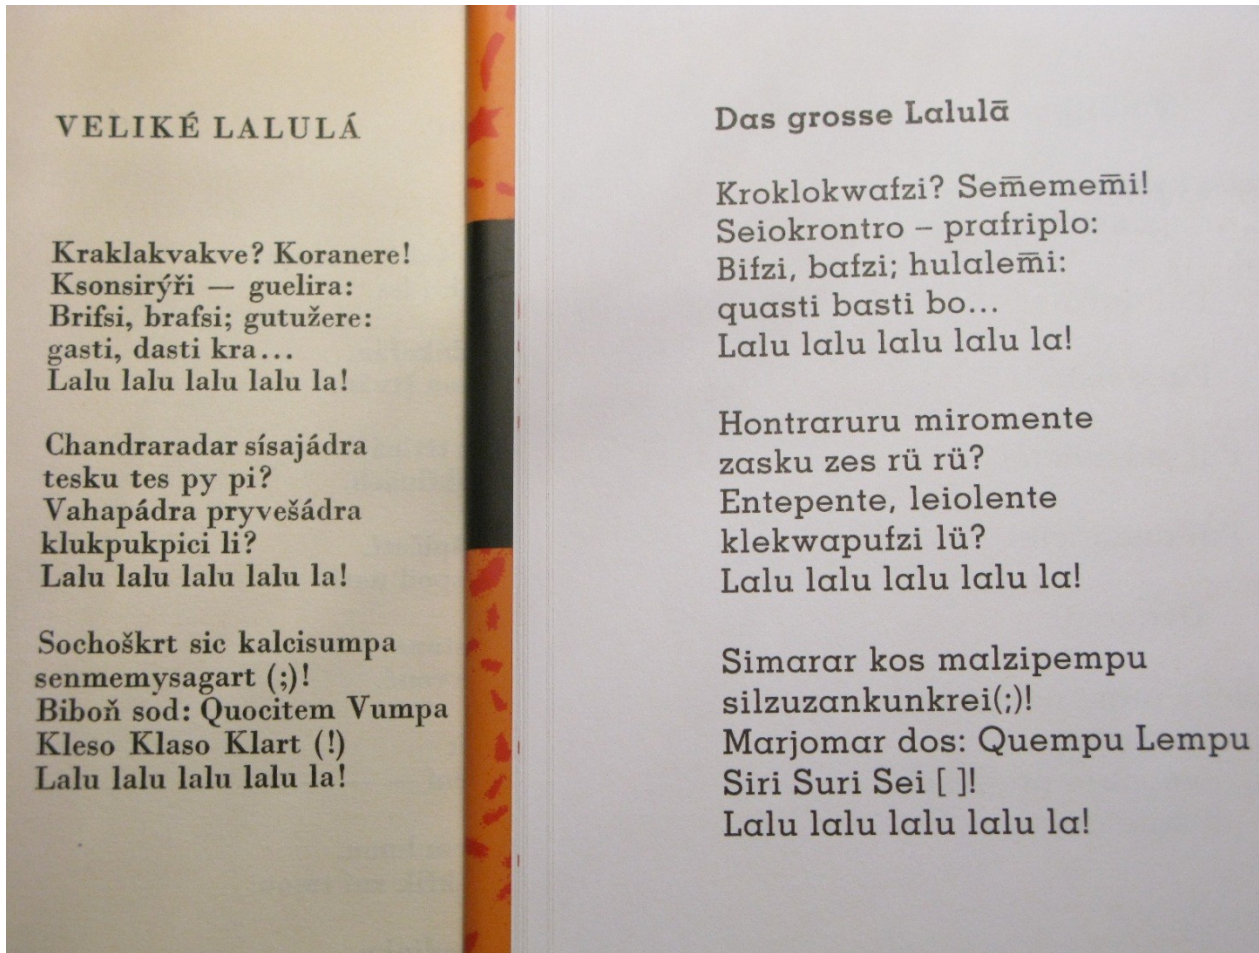 VELIKÉ LALULÁ
Kraklakvakve? Koranere!
Ksonsirýři — guelira:
Brifsi, brafsi; gutužere:
gasti, dasti kra...
Lalu lalu lalu lalu la!
Chandraradar sísajádra
tesku tes py pi?
Vahapádra pryvešádra
klukpukpici li?
Lalu lalu lalu lalu la!
Sochoškrt sic kalcisumpa
senmemysagart (;)!
Biboň sod: Quocitem Vumpa
Kleso Klaso Klart (!)
Lalu lalu lalu lalu la!
Das grosse Lalulā
Kroklokwafzi? Sem̄emem̄i!
Seiokrontro – prafriplo:
Bifzi, bafzi; hulalem̄i:
quasti basti bo...
Lalu lalu lalu lalu la!
Hontraruru miromente
zasku zes rü rü?
Entepente, leiolente
klekwapufzi lü?
Lalu lalu lalu lalu la!
Simarar kos malzipempu
silzuzankunkrei(;)!
Marjomar dos: Quempu Lempu
Siri Suri Sei [ ]!
Lalu lalu lalu lalu la!